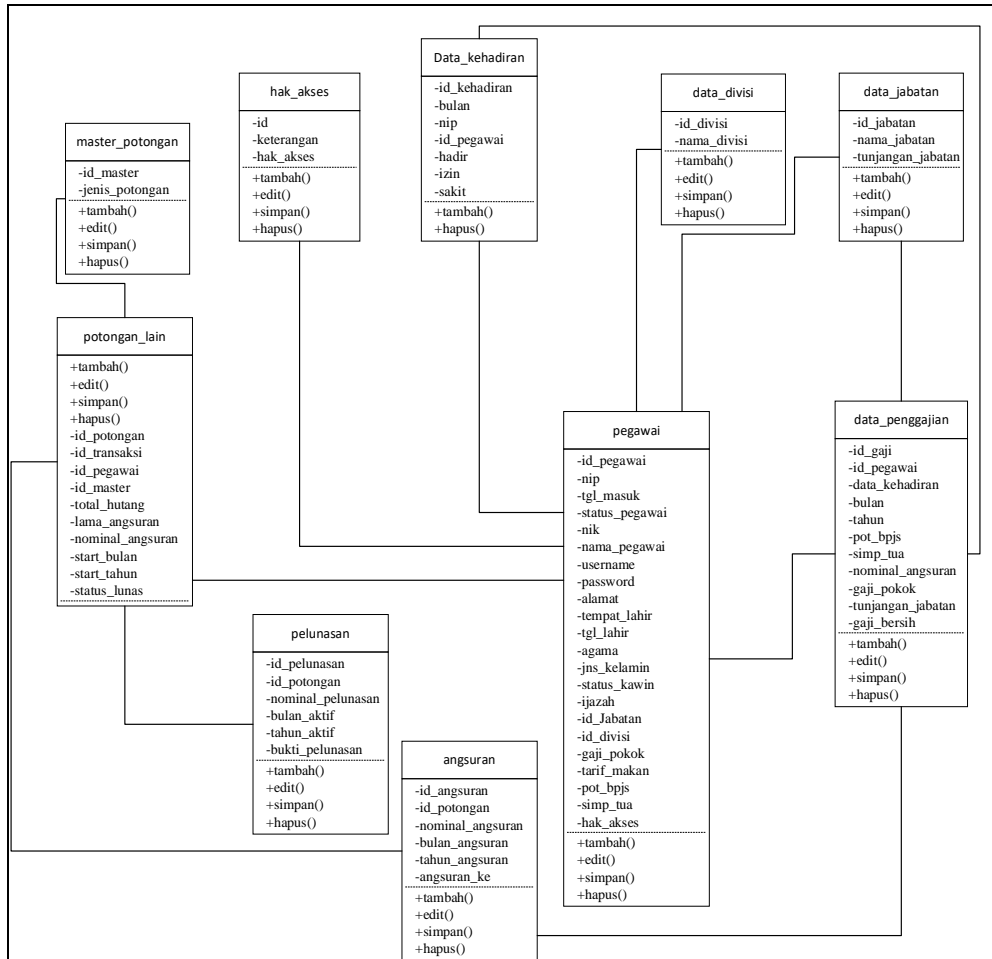 master_potongan
-id_master
-jenis_potongan
+tambah()
+edit()
+simpan()
+hapus()
hak_akses
-id
-keterangan
-hak_akses
+tambah()
+edit()
+simpan()
+hapus()
Data_kehadiran
-id_kehadiran
-bulan
-nip
-id_pegawai
-hadir
-izin
-sakit
+tambah()
+hapus()
data_divisi
-id_divisi
-nama_divisi
+tambah()
+edit()
+simpan()
+hapus()
data_jabatan
-id_jabatan
-nama_jabatan
-tunjangan_jabatan
+tambah()
+edit()
+simpan()
+hapus()
potongan_lain
+tambah()
+edit()
+simpan()
+hapus()
-id_potongan
-id_transaksi
-id_pegawai
-id_master
-total_hutang
-lama_angsuran
-nominal_angsuran
-start_bulan
-start_tahun
-status_lunas
pelunasan
-id_pelunasan
-id_potongan
-nominal_pelunasan
-bulan_aktif
-tahun_aktif
-bukti_pelunasan
+tambah()
+edit()
+simpan()
+hapus()
angsuran
-id_angsuran
-id_potongan
-nominal_angsuran
-bulan_angsuran
-tahun_angsuran
-angsuran_ke
+tambah()
+edit()
+simpan()
+hapus()
pegawai
-id_pegawai
-nip
-tgl_masuk
-status_pegawai
-nik
-nama_pegawai
-username
-password
-alamat
-tempat_lahir
-tgl_lahir
-agama
-jns_kelamin
-status_kawin
-ijazah
-id_Jabatan
-id_divisi
-gaji_pokok
-tarif_makan
-pot_bpjs
-simp_tua
-hak_akses
+tambah()
+edit()
+simpan()
+hapus()
data_penggajian
-id_gaji
-id_pegawai
-data_kehadiran
-bulan
-tahun
-pot_bpjs
-simp_tua
-nominal_angsuran
-gaji_pokok
-tunjangan_jabatan
-gaji_bersih
+tambah()
+edit()
+simpan()
+hapus()